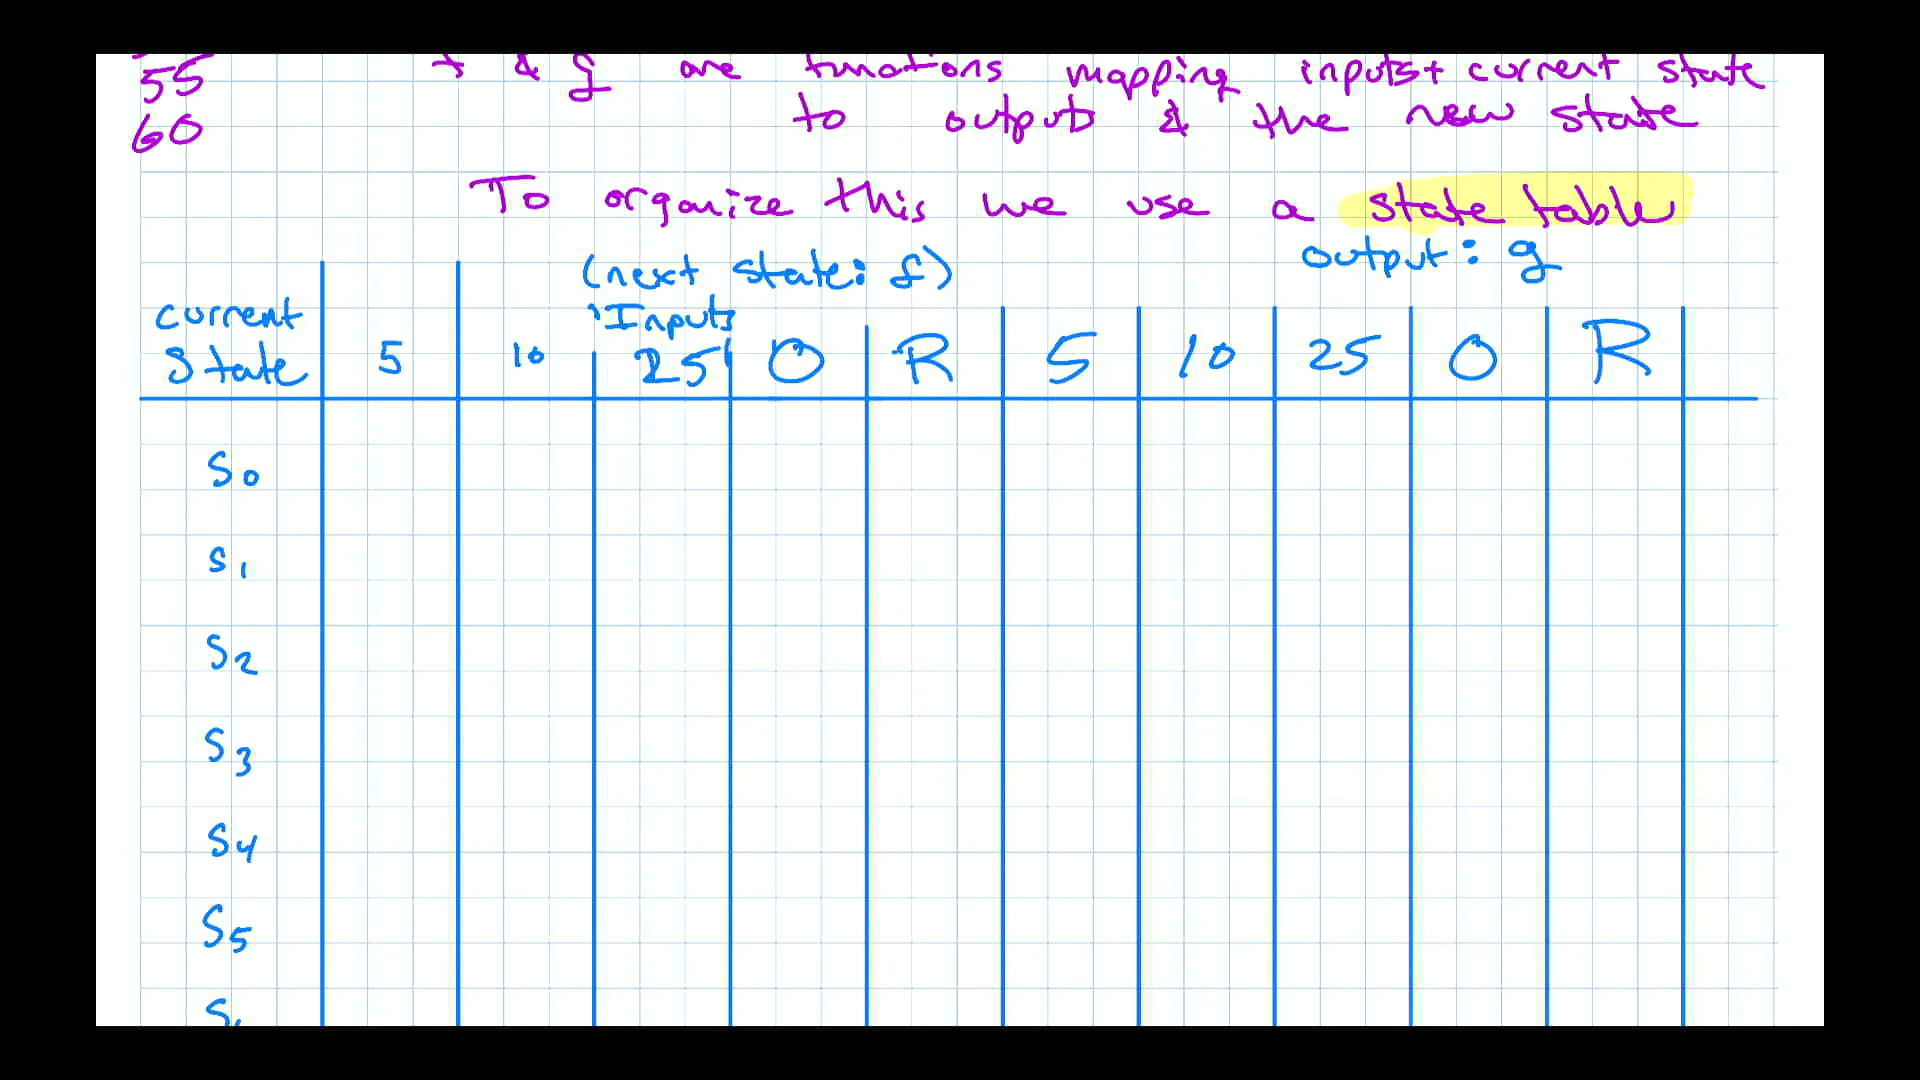 55
f & g are functions mapping inputs + current state
60
to outputs & the new state
To organize this we use a state table
(next state: f)
output: g
current
Inputs
State 5 10 25 O R 5 10 25 O R
S0
S1
S2
S3
S4
S5